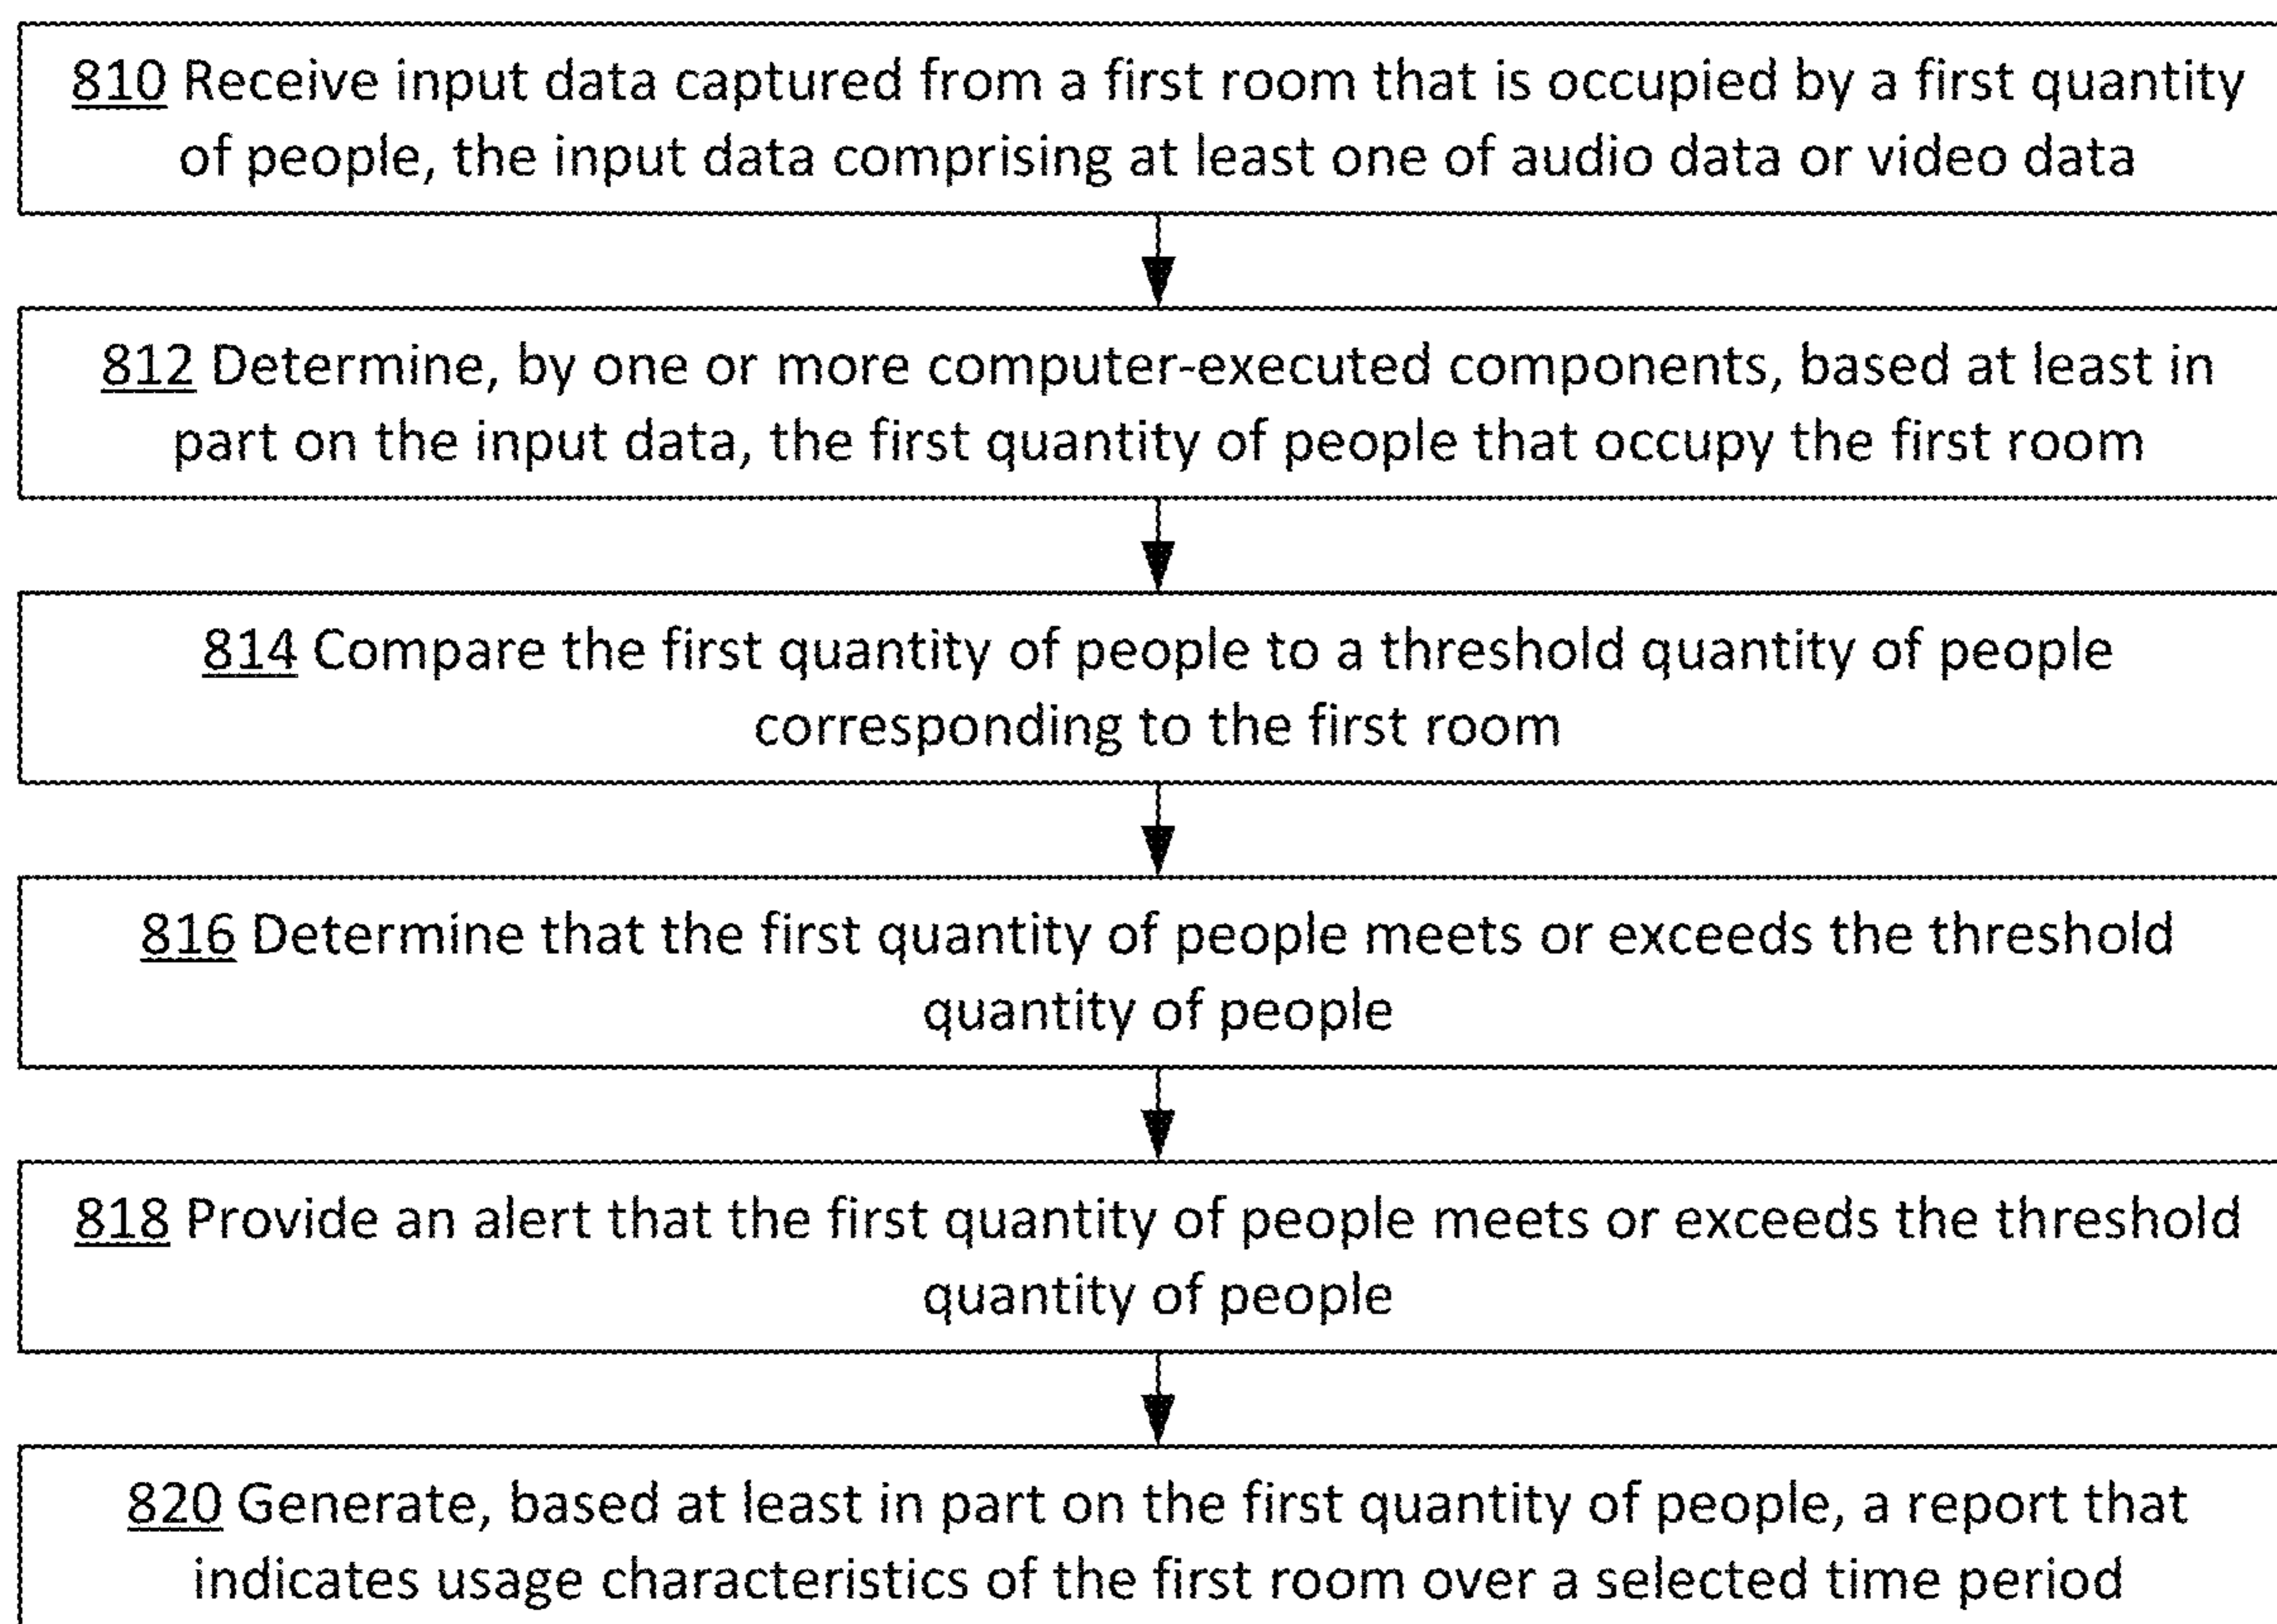 810 Receive input data captured from a first room that is occupied by a first quantity
of people, the input data comprising at least one of audio data or video data
812 Determine, by one or more computer-executed components, based at least in
part on the input data, the first quantity of people that occupy the first room
814 Compare the first quantity of people to a threshold quantity of people
corresponding to the first room
816 Determine that the first quantity of people meets or exceeds the threshold
quantity of people
818 Provide an alert that the first quantity of people meets or exceeds the threshold
quantity of people
820 Generate, based at least in part on the first quantity of people, a report that
indicates usage characteristics of the first room over a selected time period